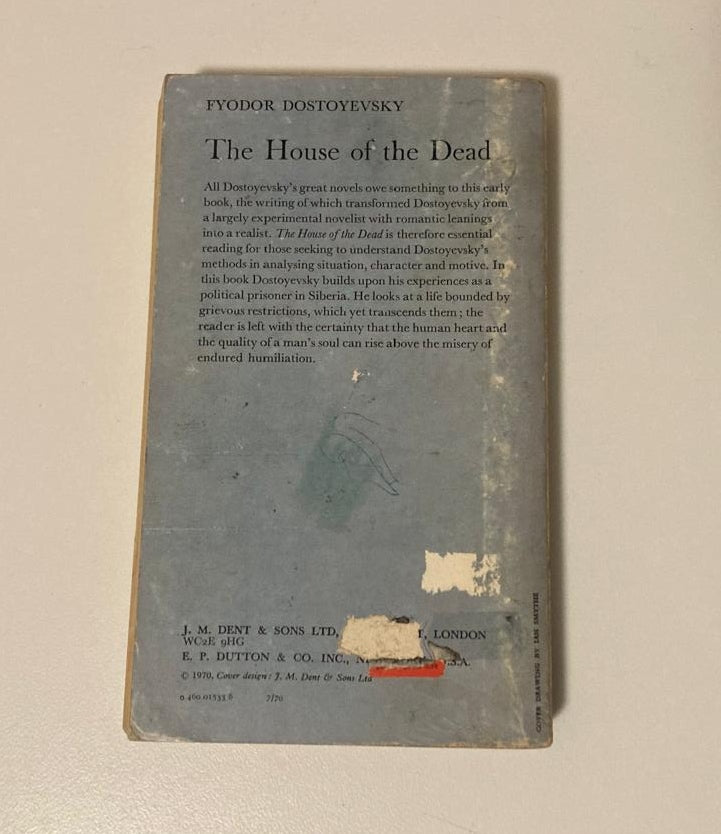 FYODOR DOSTOYEVSKY
The House of the Dead
All Dostoyevsky's great novels owe something to this early
book, the writing of which transformed Dostoyevsky from
a largely experimental novelist with romantic leanings
into a realist. The House of the Dead is therefore essential
reading for those seeking to understand Dostoyevsky's
methods in analysing situation, character and motive. In
this book Dostoyevsky builds upon his experiences as a
political prisoner in Siberia. He looks at a life bounded by
grievous restrictions, which yet transcends them; the
reader is left with the certainty that the human heart and
the quality of a man's soul can rise above the misery of
endured humiliation.
J. M. DENT & SONS LTD, LONDON
WC2E 9HG
E. P. DUTTON & CO. INC.,
© 1970, Cover design: J. M. Dent & Sons Ltd
0 460 01533 6 7/70
COVER DRAWING BY IAN SMYTHE